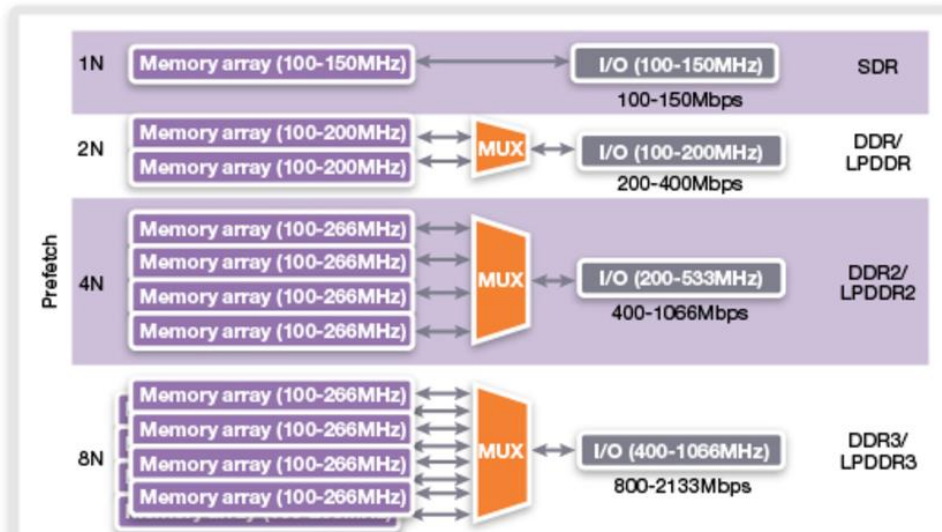 Prefetch
1N
Memory array (100-150MHz)
I/O (100-150MHz)
100-150Mbps
SDR
2N
Memory array (100-200MHz)
Memory array (100-200MHz)
MUX
I/O (100-200MHz)
200-400Mbps
DDR/
LPDDR
4N
Memory array (100-266MHz)
Memory array (100-266MHz)
Memory array (100-266MHz)
Memory array (100-266MHz)
MUX
I/O (200-533MHz)
400-1066Mbps
DDR2/
LPDDR2
8N
Memory array (100-266MHz)
Memory array (100-266MHz)
Memory array (100-266MHz)
Memory array (100-266MHz)
MUX
I/O (400-1066MHz)
800-2133Mbps
DDR3/
LPDDR3